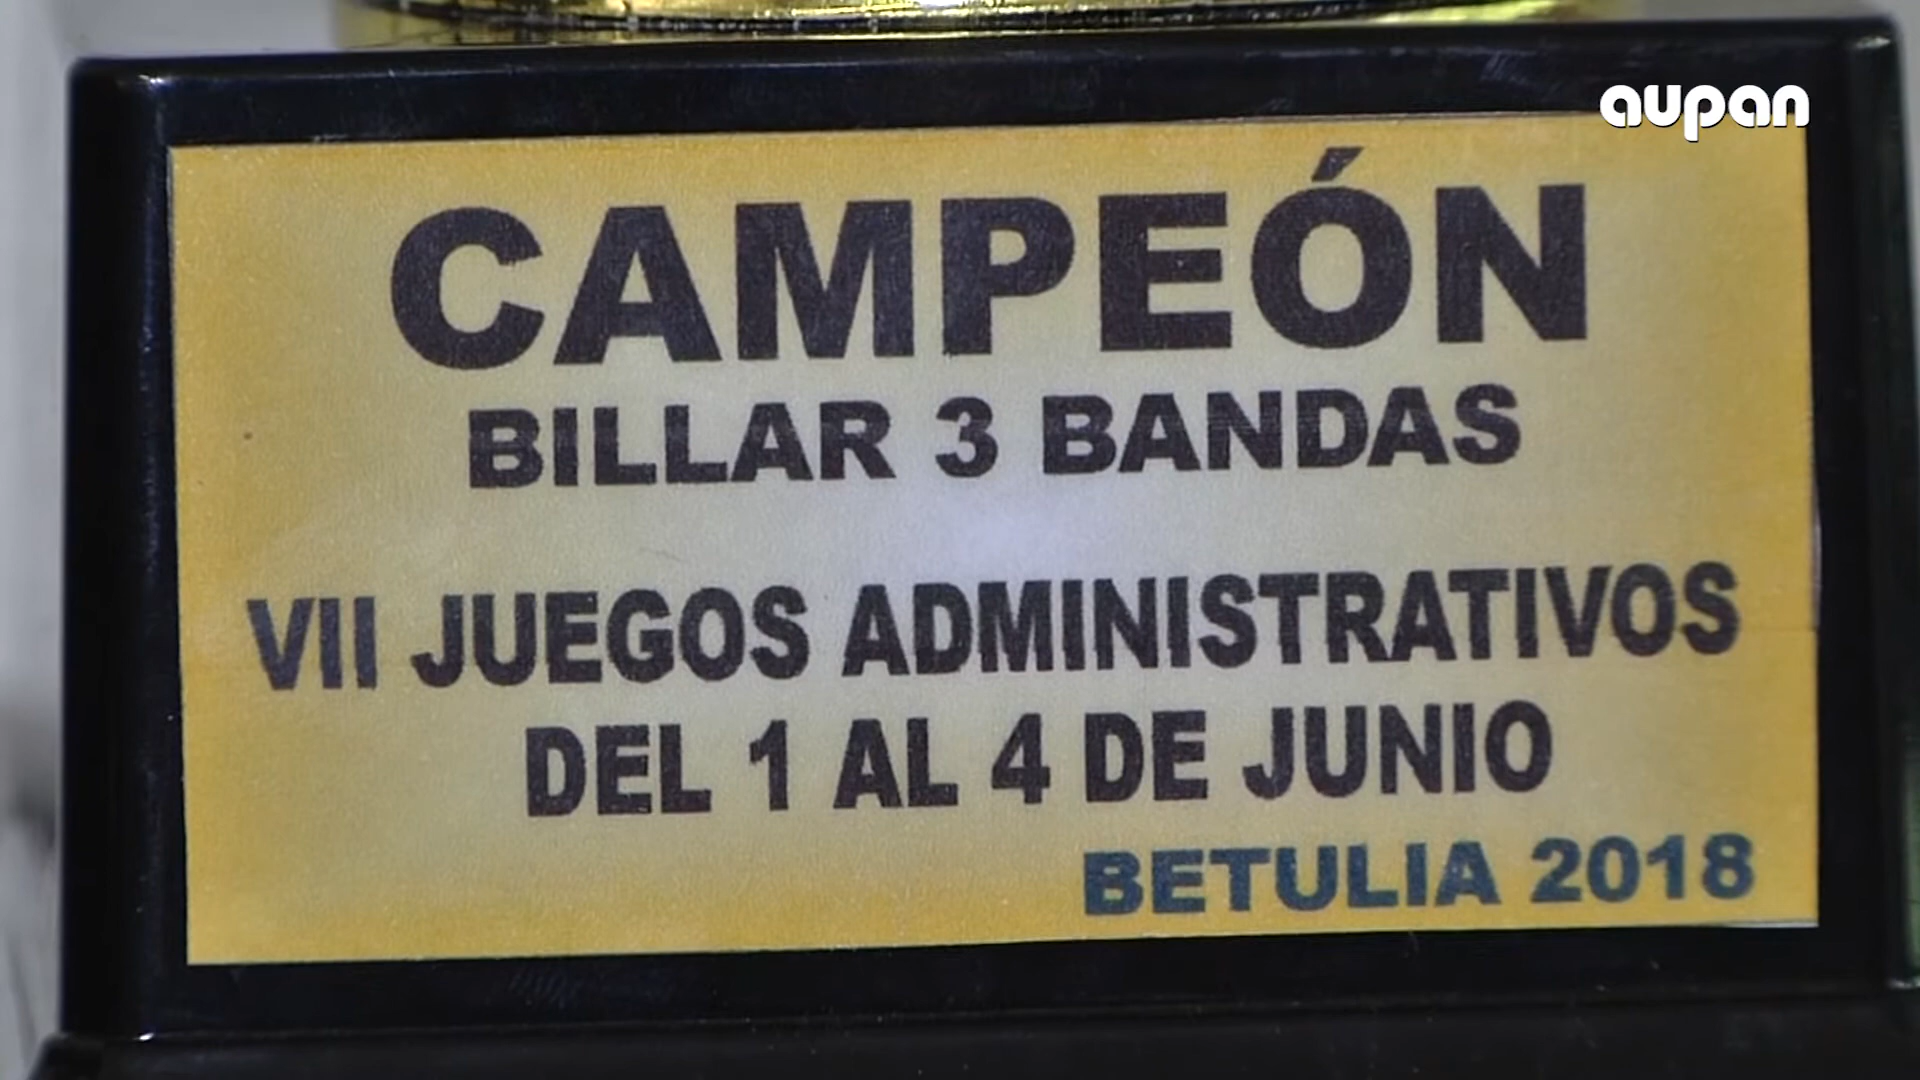 aupan
CAMPEÓN
BILLAR 3 BANDAS
VII JUEGOS ADMINISTRATIVOS
DEL 1 AL 4 DE JUNIO
BETULIA 2018